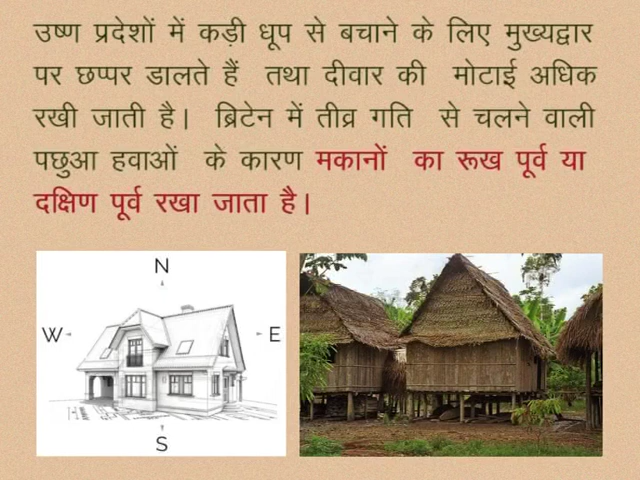 उष्ण प्रदेशों में कड़ी धूप से बचाने के लिए मुख्यद्वार
पर छप्पर डालते हैं तथा दीवार की मोटाई अधिक
रखी जाती है। ब्रिटेन में तीव्र गति से चलने वाली
पछुआ हवाओं के कारण मकानों का रूख पूर्व या
दक्षिण पूर्व रखा जाता है।
N
W E
S